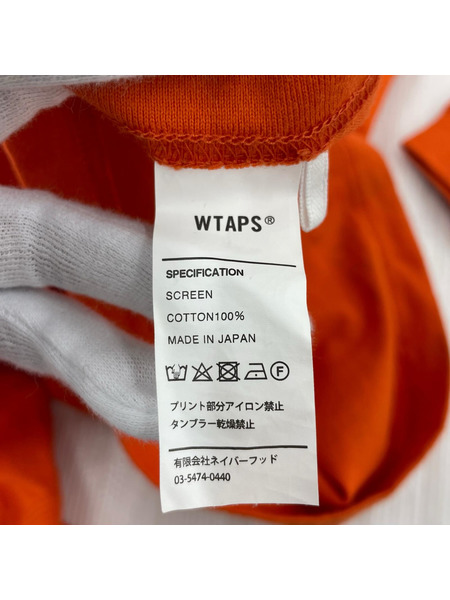 WTAPS®
SPECIFICATION
SCREEN
COTTON100%
MADE IN JAPAN
F
プリント部分アイロン禁止
タンブラー乾燥禁止
有限会社ネイバーフッド
03-5474-0440